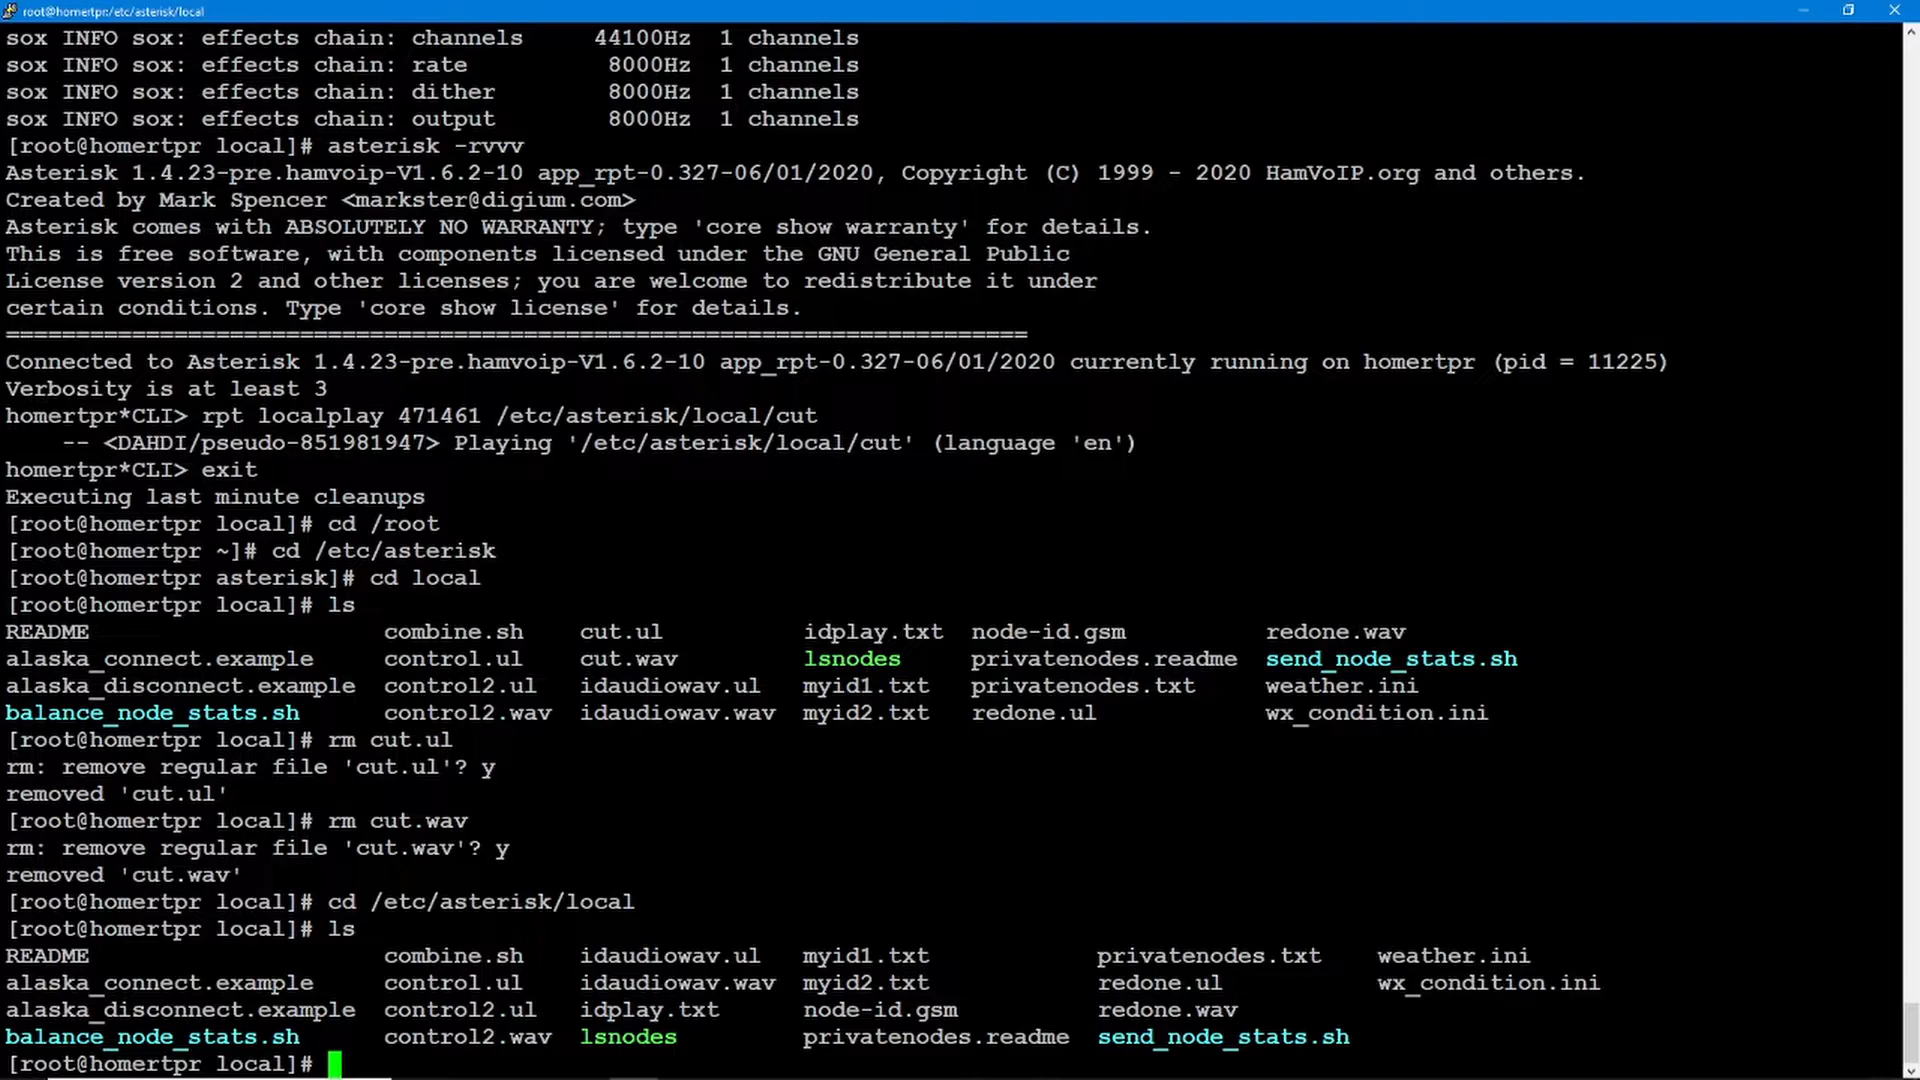 root@homertpr:/etc/asterisk/local
sox INFO sox: effects chain: channels    44100Hz  1 channels
sox INFO sox: effects chain: rate         8000Hz  1 channels
sox INFO sox: effects chain: dither       8000Hz  1 channels
sox INFO sox: effects chain: output       8000Hz  1 channels
[root@homertpr local]# asterisk -rvvv
Asterisk 1.4.23-pre.hamvoip-V1.6.2-10 app_rpt-0.327-06/01/2020, Copyright (C) 1999 - 2020 HamVoIP.org and others.
Created by Mark Spencer <markster@digium.com>
Asterisk comes with ABSOLUTELY NO WARRANTY; type 'core show warranty' for details.
This is free software, with components licensed under the GNU General Public
License version 2 and other licenses; you are welcome to redistribute it under
certain conditions. Type 'core show license' for details.
=========================================================================
Connected to Asterisk 1.4.23-pre.hamvoip-V1.6.2-10 app_rpt-0.327-06/01/2020 currently running on homertpr (pid = 11225)
Verbosity is at least 3
homertpr*CLI> rpt localplay 471461 /etc/asterisk/local/cut
    -- <DAHDI/pseudo-851981947> Playing '/etc/asterisk/local/cut' (language 'en')
homertpr*CLI> exit
Executing last minute cleanups
[root@homertpr local]# cd /root
[root@homertpr ~]# cd /etc/asterisk
[root@homertpr asterisk]# cd local
[root@homertpr local]# ls
README                     combine.sh    cut.ul          idplay.txt  node-id.gsm         redone.wav
alaska_connect.example     control.ul    cut.wav         lsnodes     privatenodes.readme  send_node_stats.sh
alaska_disconnect.example  control2.ul   idaudiowav.ul   myid1.txt   privatenodes.txt     weather.ini
balance_node_stats.sh      control2.wav  idaudiowav.wav  myid2.txt   redone.ul            wx_condition.ini
[root@homertpr local]# rm cut.ul
rm: remove regular file 'cut.ul'? y
removed 'cut.ul'
[root@homertpr local]# rm cut.wav
rm: remove regular file 'cut.wav'? y
removed 'cut.wav'
[root@homertpr local]# cd /etc/asterisk/local
[root@homertpr local]# ls
README                     combine.sh    idaudiowav.ul   myid1.txt            privatenodes.txt    weather.ini
alaska_connect.example     control.ul    idaudiowav.wav  myid2.txt            redone.ul           wx_condition.ini
alaska_disconnect.example  control2.ul   idplay.txt      node-id.gsm          redone.wav
balance_node_stats.sh      control2.wav  lsnodes         privatenodes.readme  send_node_stats.sh
[root@homertpr local]#